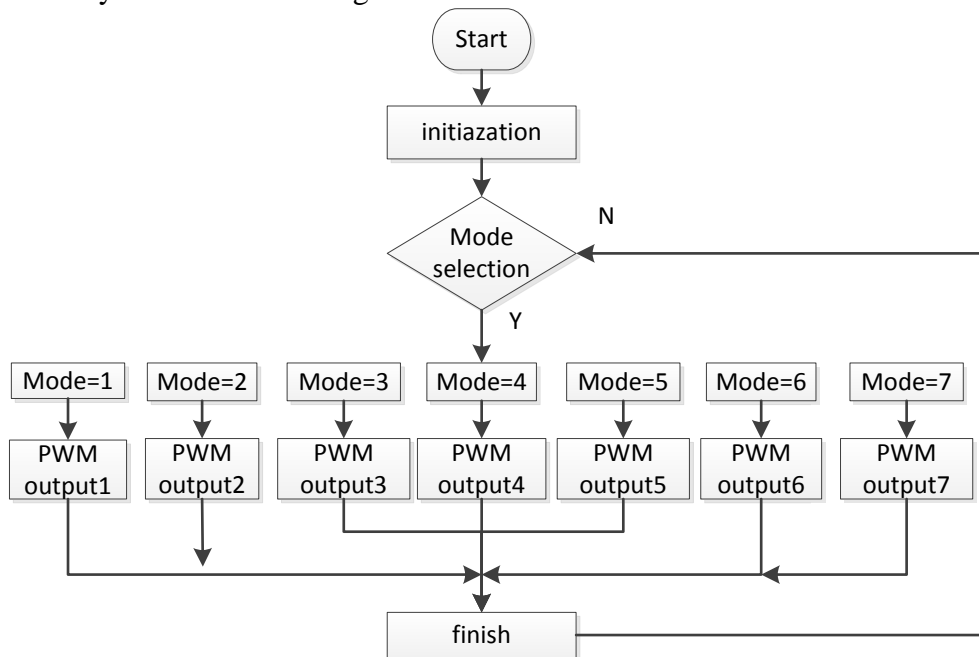 Start
initiazation
N
Mode
selection
Y
Mode=1
Mode=2
Mode=3
Mode=4
Mode=5
Mode=6
Mode=7
PWM
output1
PWM
output2
PWM
output3
PWM
output4
PWM
output5
PWM
output6
PWM
output7
finish